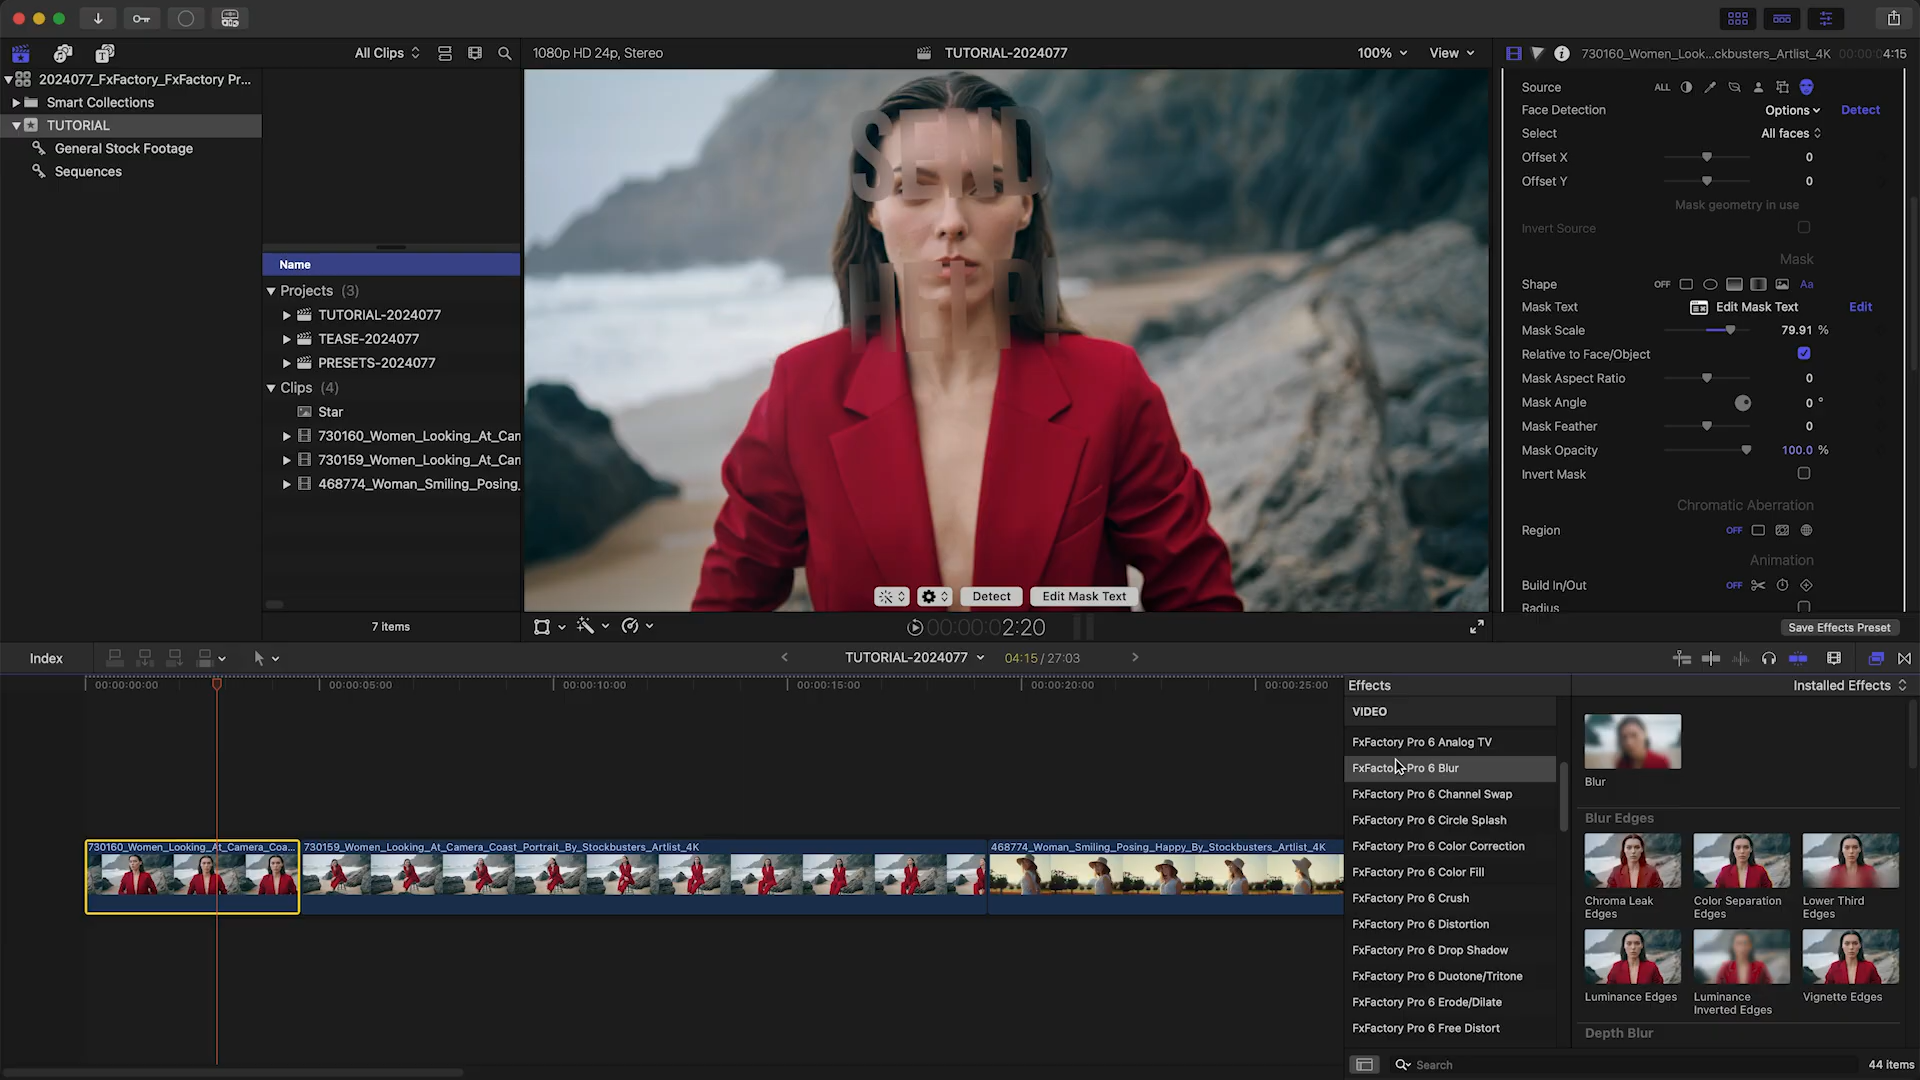 All Clips
1080p HD 24p, Stereo
TUTORIAL-2024077
100%
View
730160_Women_Look...ckbusters_Artlist_4K
00:00:04:15
2024077_FxFactory_FxFactory Pr...
Smart Collections
TUTORIAL
General Stock Footage
Sequences
Name
Projects (3)
TUTORIAL-2024077
TEASE-2024077
PRESETS-2024077
Clips (4)
Star
730160_Women_Looking_At_Can
730159_Women_Looking_At_Can
468774_Woman_Smiling_Posing_
7 items
SEND
HELP!
Detect
Edit Mask Text
00:00:02:20
Source
ALL
Face Detection
Options
Detect
Select
All faces
Offset X
0
Offset Y
0
Mask geometry in use
Invert Source
Mask
Shape
OFF
Aa
Mask Text
Edit Mask Text
Edit
Mask Scale
79.91 %
Relative to Face/Object
Mask Aspect Ratio
0
Mask Angle
0 °
Mask Feather
0
Mask Opacity
100.0 %
Invert Mask
Chromatic Aberration
Region
OFF
Animation
Build In/Out
OFF
Radius
Save Effects Preset
Index
TUTORIAL-2024077
04:15 / 27:03
00:00:00:00
00:00:05:00
00:00:10:00
00:00:15:00
00:00:20:00
00:00:25:00
730160_Women_Looking_At_Camera_Coa...
730159_Women_Looking_At_Camera_Coast_Portrait_By_Stockbusters_Artlist_4K
468774_Woman_Smiling_Posing_Happy_By_Stockbusters_Artlist_4K
Effects
Installed Effects
VIDEO
FxFactory Pro 6 Analog TV
FxFactory Pro 6 Blur
FxFactory Pro 6 Channel Swap
FxFactory Pro 6 Circle Splash
FxFactory Pro 6 Color Correction
FxFactory Pro 6 Color Fill
FxFactory Pro 6 Crush
FxFactory Pro 6 Distortion
FxFactory Pro 6 Drop Shadow
FxFactory Pro 6 Duotone/Tritone
FxFactory Pro 6 Erode/Dilate
FxFactory Pro 6 Free Distort
Blur
Blur Edges
Chroma Leak
Edges
Color Separation
Edges
Lower Third
Edges
Luminance Edges
Luminance
Inverted Edges
Vignette Edges
Depth Blur
Search
44 items